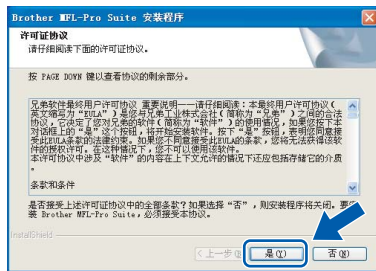 Brother MFL-Pro Suite 安装程序
许可证协议
请仔细阅读下面的许可证协议。
按 PAGE DOWN 键以查看协议的剩余部分。
兄弟软件最终用户许可协议 重要说明——请仔细阅读：本最终用户许可协议（
英文缩写为“EULA”）是您与兄弟工业株式会社（ 简称为“兄弟”）之间的合法
协议，它决定了您对兄弟的软件（ 简称为“软件”）的使用情况，如果您按下本
对话框上的“是”这个按钮，将开始安装软件。按下“是”按钮，表明您同意接
受此EULA条款的法律约束。如果您不同意接受此EULA的条款，您将无法获得该软
件的授权许可。在这种情况下，您不可以使用该软件。
本许可协议中涉及“软件”的内容在上下文允许的情况下还应包括存储它的介质
。
条款和条件
是否接受上述许可证协议中的全部条款？如果选择“否”，则安装程序将关闭。要
装 Brother MFL-Pro Suite，必须接受本协议。
InstallShield
< 上一步(B)
是(Y)
否(N)